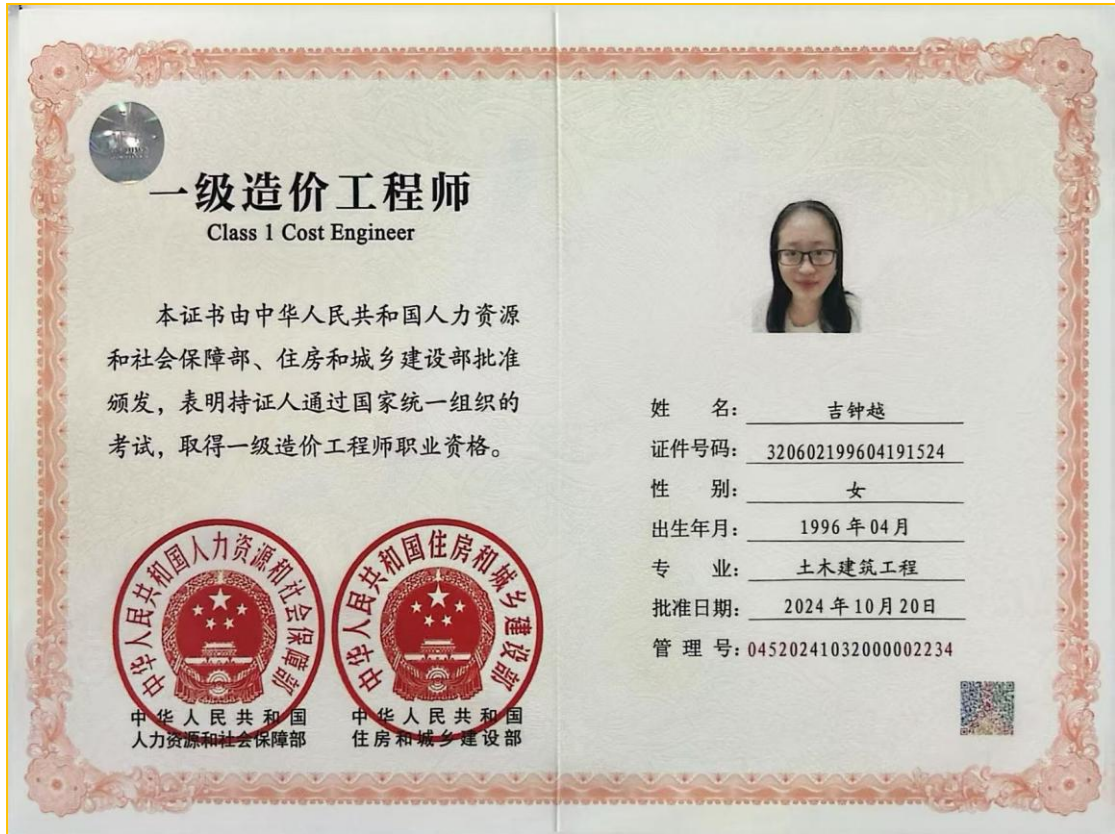 一级造价工程师
Class 1 Cost Engineer
本证书由中华人民共和国人力资源
和社会保障部、住房和城乡建设部批准
颁发，表明持证人通过国家统一组织的
考试，取得一级造价工程师职业资格。
中华人民共和国人力资源和社会保障部
中华人民共和国
人力资源和社会保障部
中华人民共和国住房和城乡建设部
中华人民共和国
住房和城乡建设部
姓 名：吉钟越
证件号码：320602199604191524
性 别：女
出生年月：1996年04月
专 业：土木建筑工程
批准日期：2024年10月20日
管 理 号：04520241032000002234